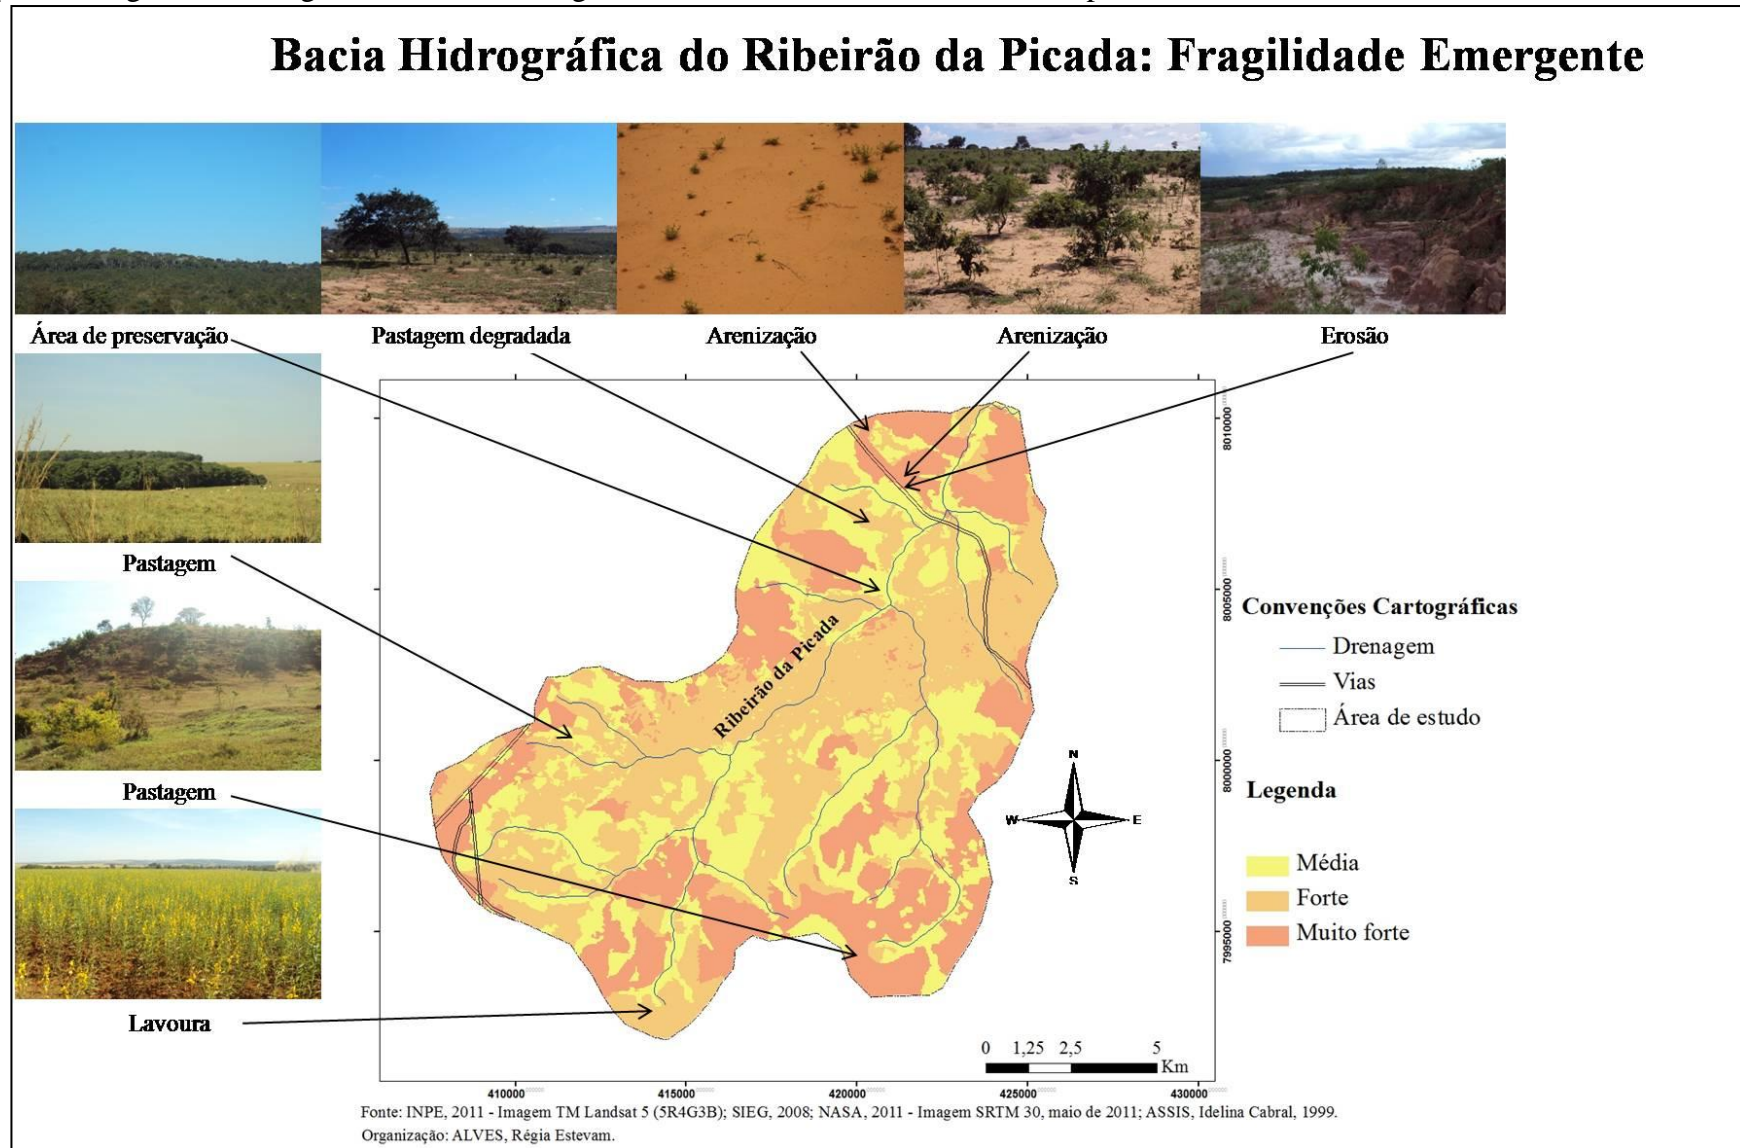 Bacia Hidrográfica do Ribeirão da Picada: Fragilidade Emergente
Área de preservação
Pastagem degradada
Arenização
Arenização
Erosão
Pastagem
Pastagem
Lavoura
Ribeirão da Picada
8010000
8005000
8000000
7995000
410000
415000
420000
425000
430000
N
W
E
S
0 1,25 2,5 5
Km
Convenções Cartográficas
Drenagem
Vias
Área de estudo
Legenda
Média
Forte
Muito forte
Fonte: INPE, 2011 - Imagem TM Landsat 5 (5R4G3B); SIEG, 2008; NASA, 2011 - Imagem SRTM 30, maio de 2011; ASSIS, Idelina Cabral, 1999.
Organização: ALVES, Régia Estevam.